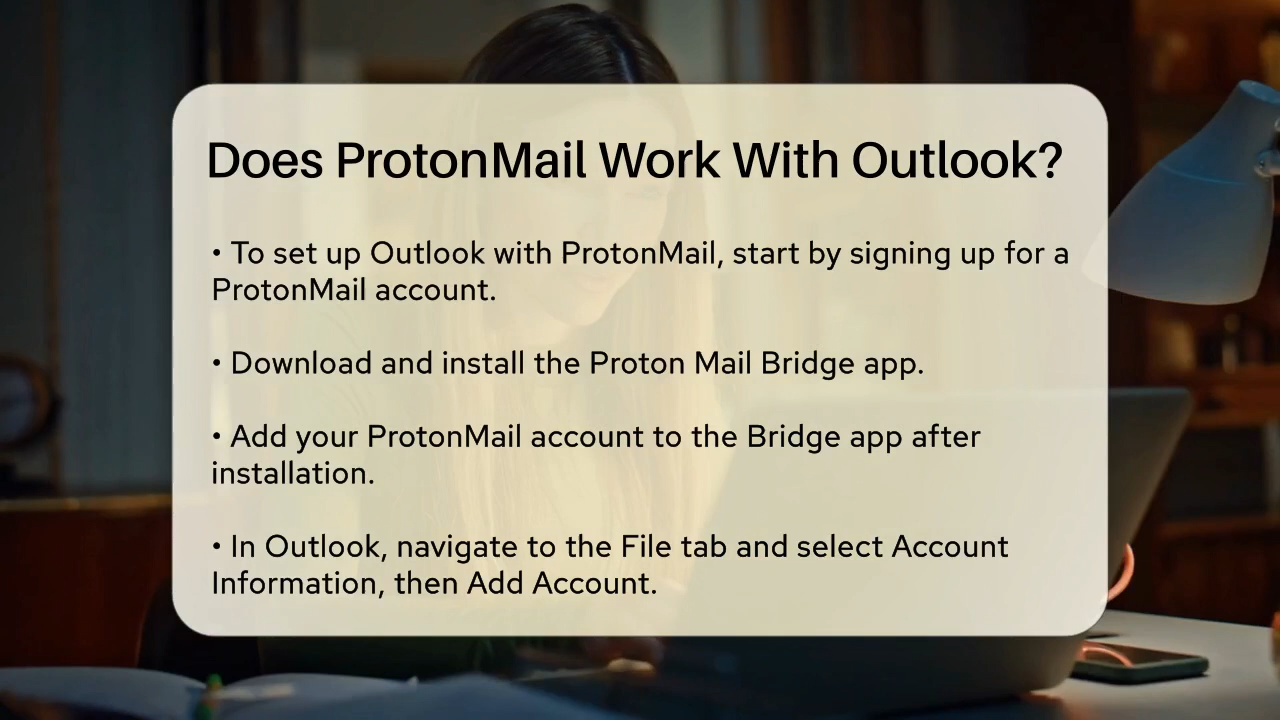 Does ProtonMail Work With Outlook?
• To set up Outlook with ProtonMail, start by signing up for a
ProtonMail account.
• Download and install the Proton Mail Bridge app.
• Add your ProtonMail account to the Bridge app after
installation.
• In Outlook, navigate to the File tab and select Account
Information, then Add Account.